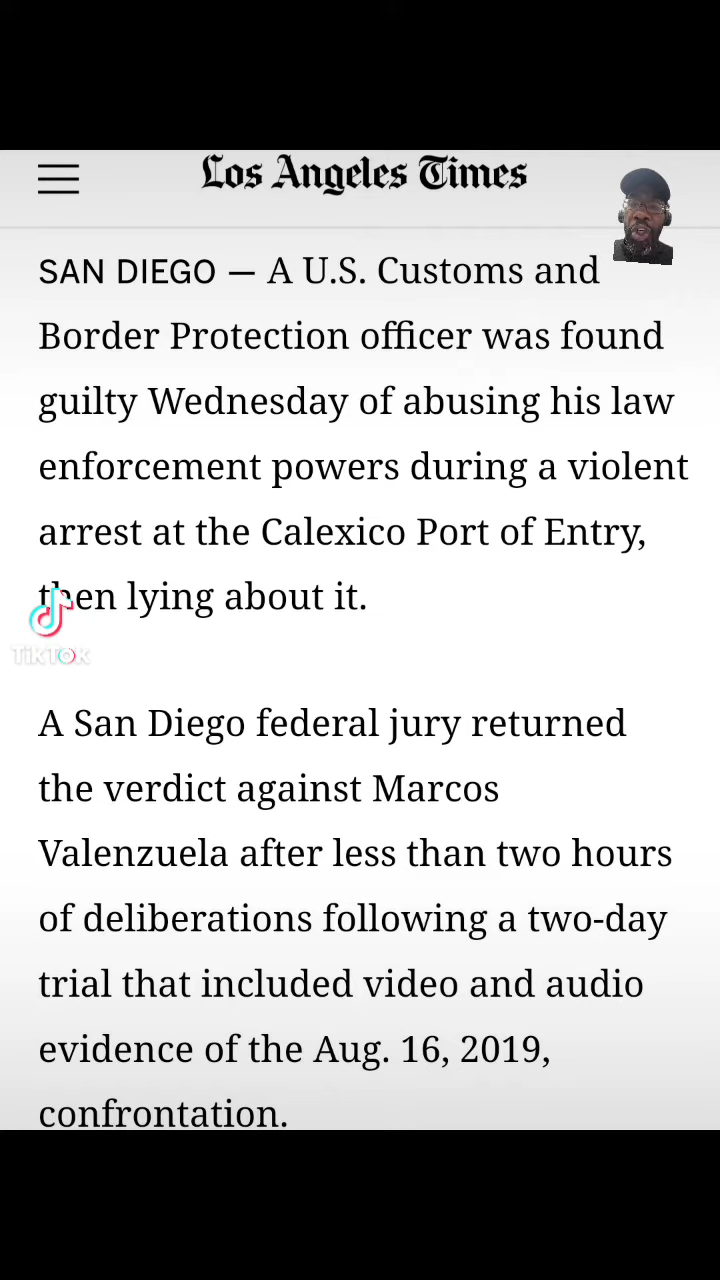 Los Angeles Times
SAN DIEGO — A U.S. Customs and
Border Protection officer was found
guilty Wednesday of abusing his law
enforcement powers during a violent
arrest at the Calexico Port of Entry,
then lying about it.
TikTok
A San Diego federal jury returned
the verdict against Marcos
Valenzuela after less than two hours
of deliberations following a two-day
trial that included video and audio
evidence of the Aug. 16, 2019,
confrontation.